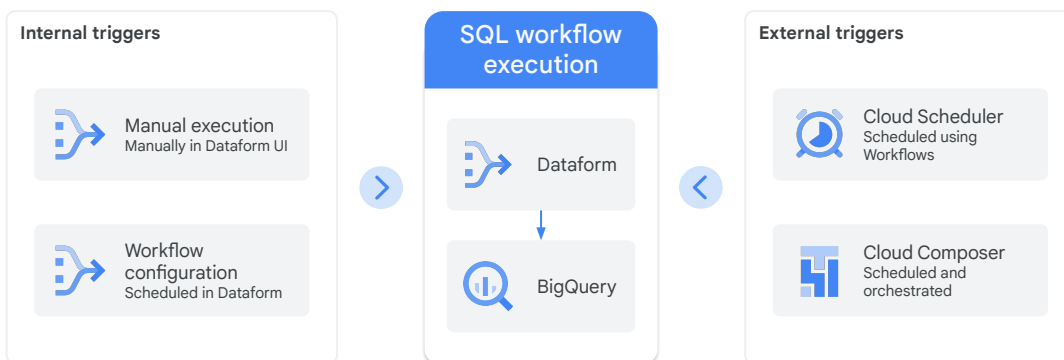 Internal triggers
Manual execution
Manually in Dataform UI
Workflow
configuration
Scheduled in Dataform
SQL workflow
execution
Dataform
BigQuery
External triggers
Cloud Scheduler
Scheduled using
Workflows
Cloud Composer
Scheduled and
orchestrated